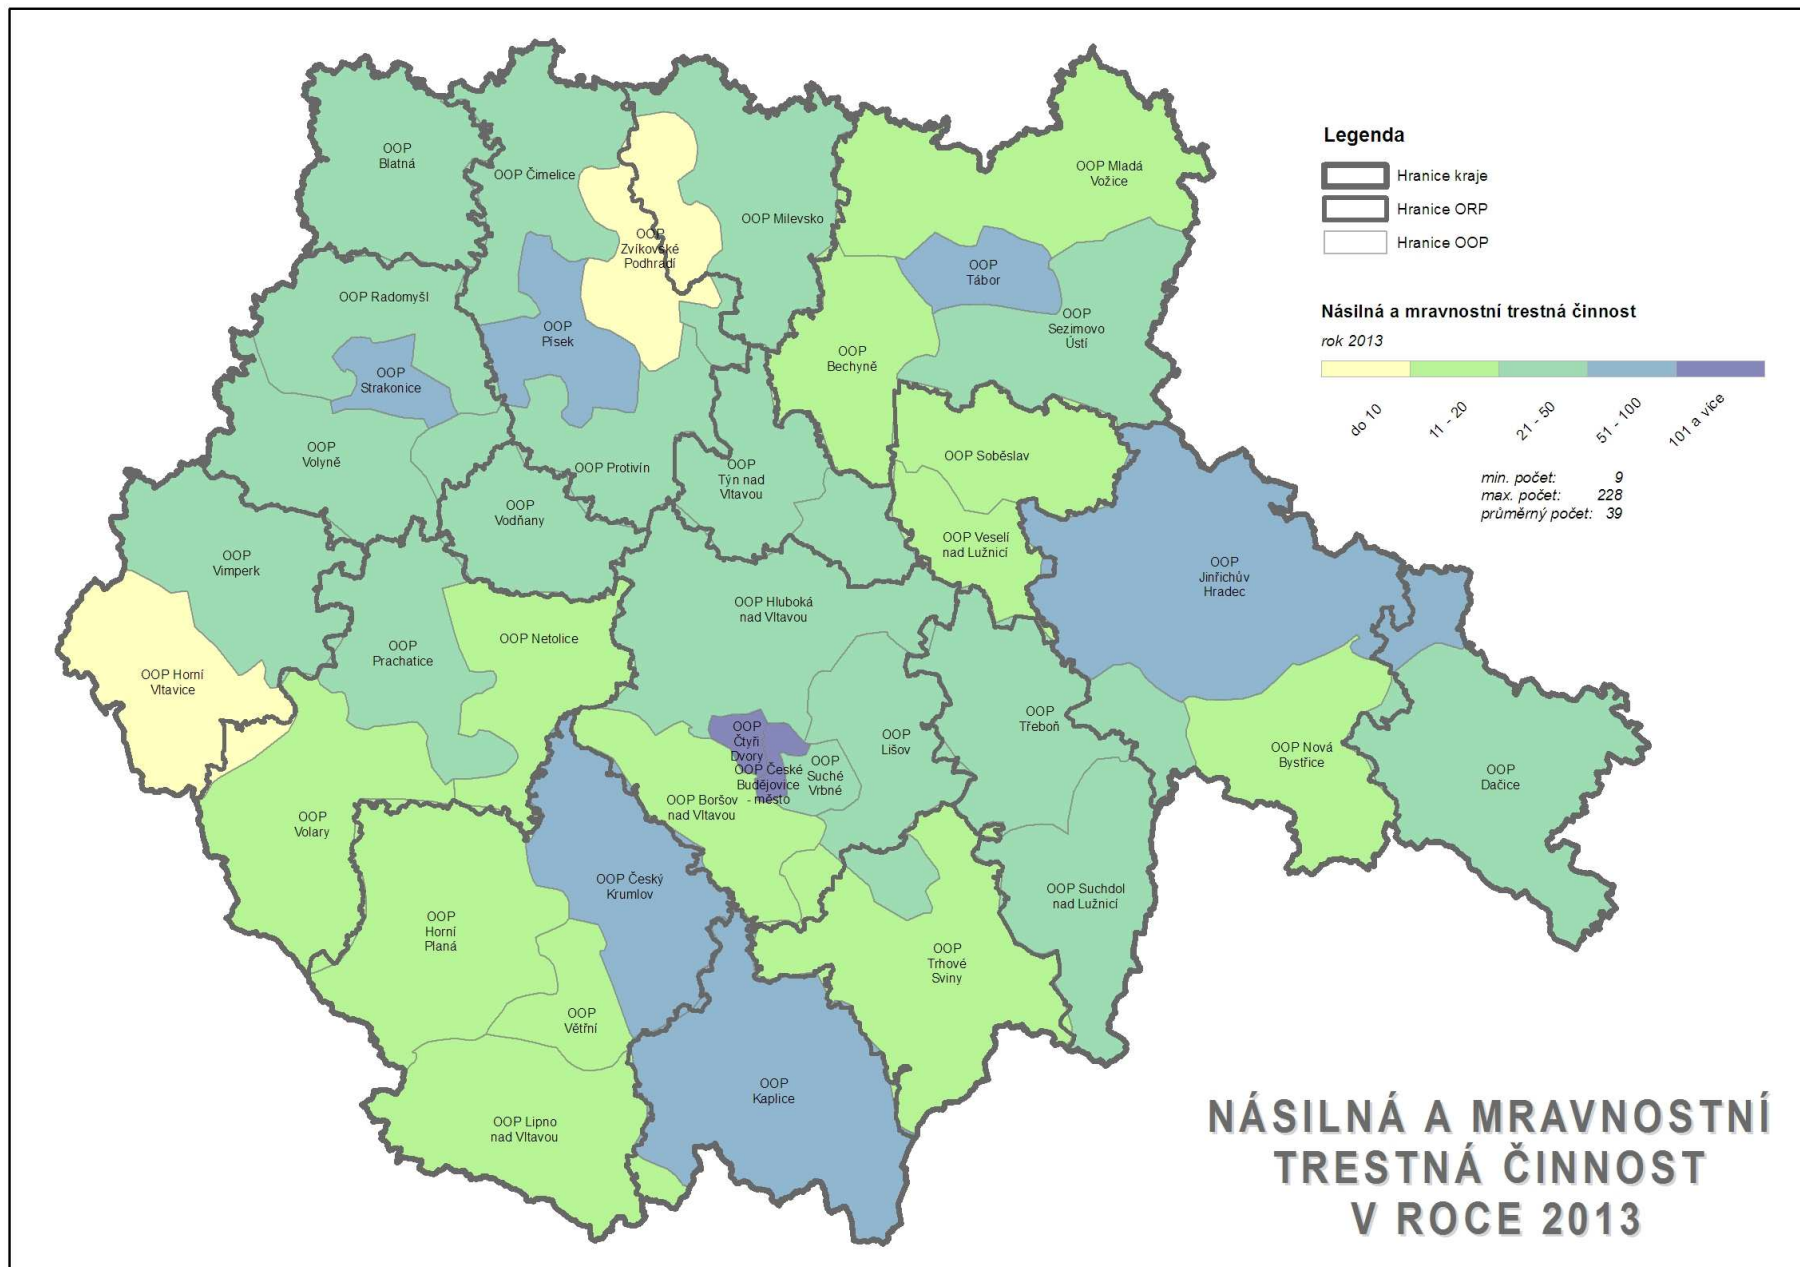 OOP
Blatná
OOP Čimelice
OOP
Zvíkovské
Podhradí
OOP Milevsko
OOP Mladá
Vožice
OOP Radomyšl
OOP
Písek
OOP
Tábor
OOP
Sezimovo
Ústí
OOP
Strakonice
OOP
Bechyně
OOP
Volyně
OOP Protivín
OOP
Týn nad
Vltavou
OOP Soběslav
OOP
Vodňany
OOP Veselí
nad Lužnicí
OOP
Vimperk
OOP
Jinřichův
Hradec
OOP Hluboká
nad Vltavou
OOP Netolice
OOP
Prachatice
OOP Horní
Vltavice
OOP
Třeboň
OOP
Čtyři
Dvory
OOP České
Budějovice
- město
OOP
Suché
Vrbné
OOP
Lišov
OOP Nová
Bystřice
OOP
Dačice
OOP Boršov
nad Vltavou
OOP
Volary
OOP Český
Krumlov
OOP Suchdol
nad Lužnicí
OOP
Horní
Planá
OOP
Trhové
Sviny
OOP
Větřní
OOP
Kaplice
OOP Lipno
nad Vltavou
Legenda
Hranice kraje
Hranice ORP
Hranice OOP
Násilná a mravnostní trestná činnost
rok 2013
do 10
11 - 20
21 - 50
51 - 100
101 a více
min. počet: 9
max. počet: 228
průměrný počet: 39
NÁSILNÁ A MRAVNOSTNÍ
TRESTNÁ ČINNOST
V ROCE 2013